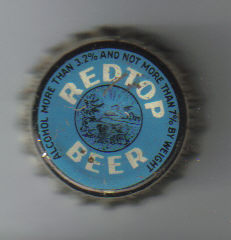 ALCOHOL MORE THAN 3.2% AND NOT MORE THAN 7% BY WEIGHT
REDTOP
BEER